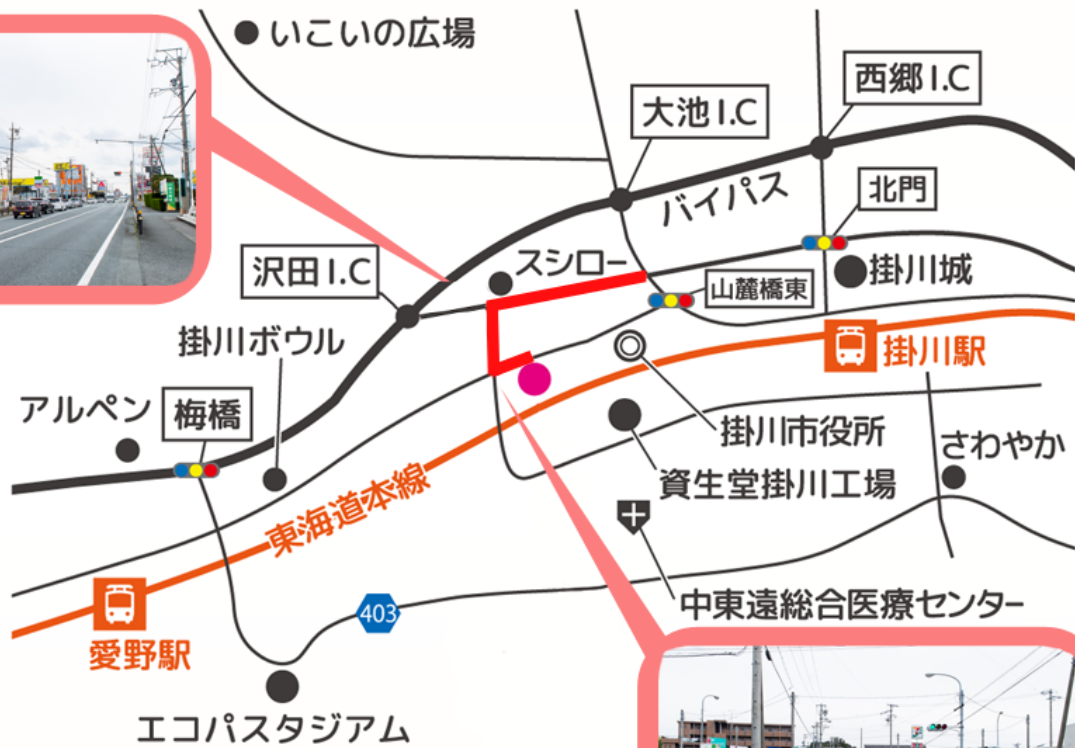 いこいの広場
西郷I.C
大池I.C
バイパス
北門
スシロー
沢田I.C
掛川城
山麓橋東
掛川ボウル
掛川駅
アルペン
梅橋
掛川市役所
さわやか
資生堂掛川工場
東海道本線
中東遠総合医療センター
403
愛野駅
エコパスタジアム